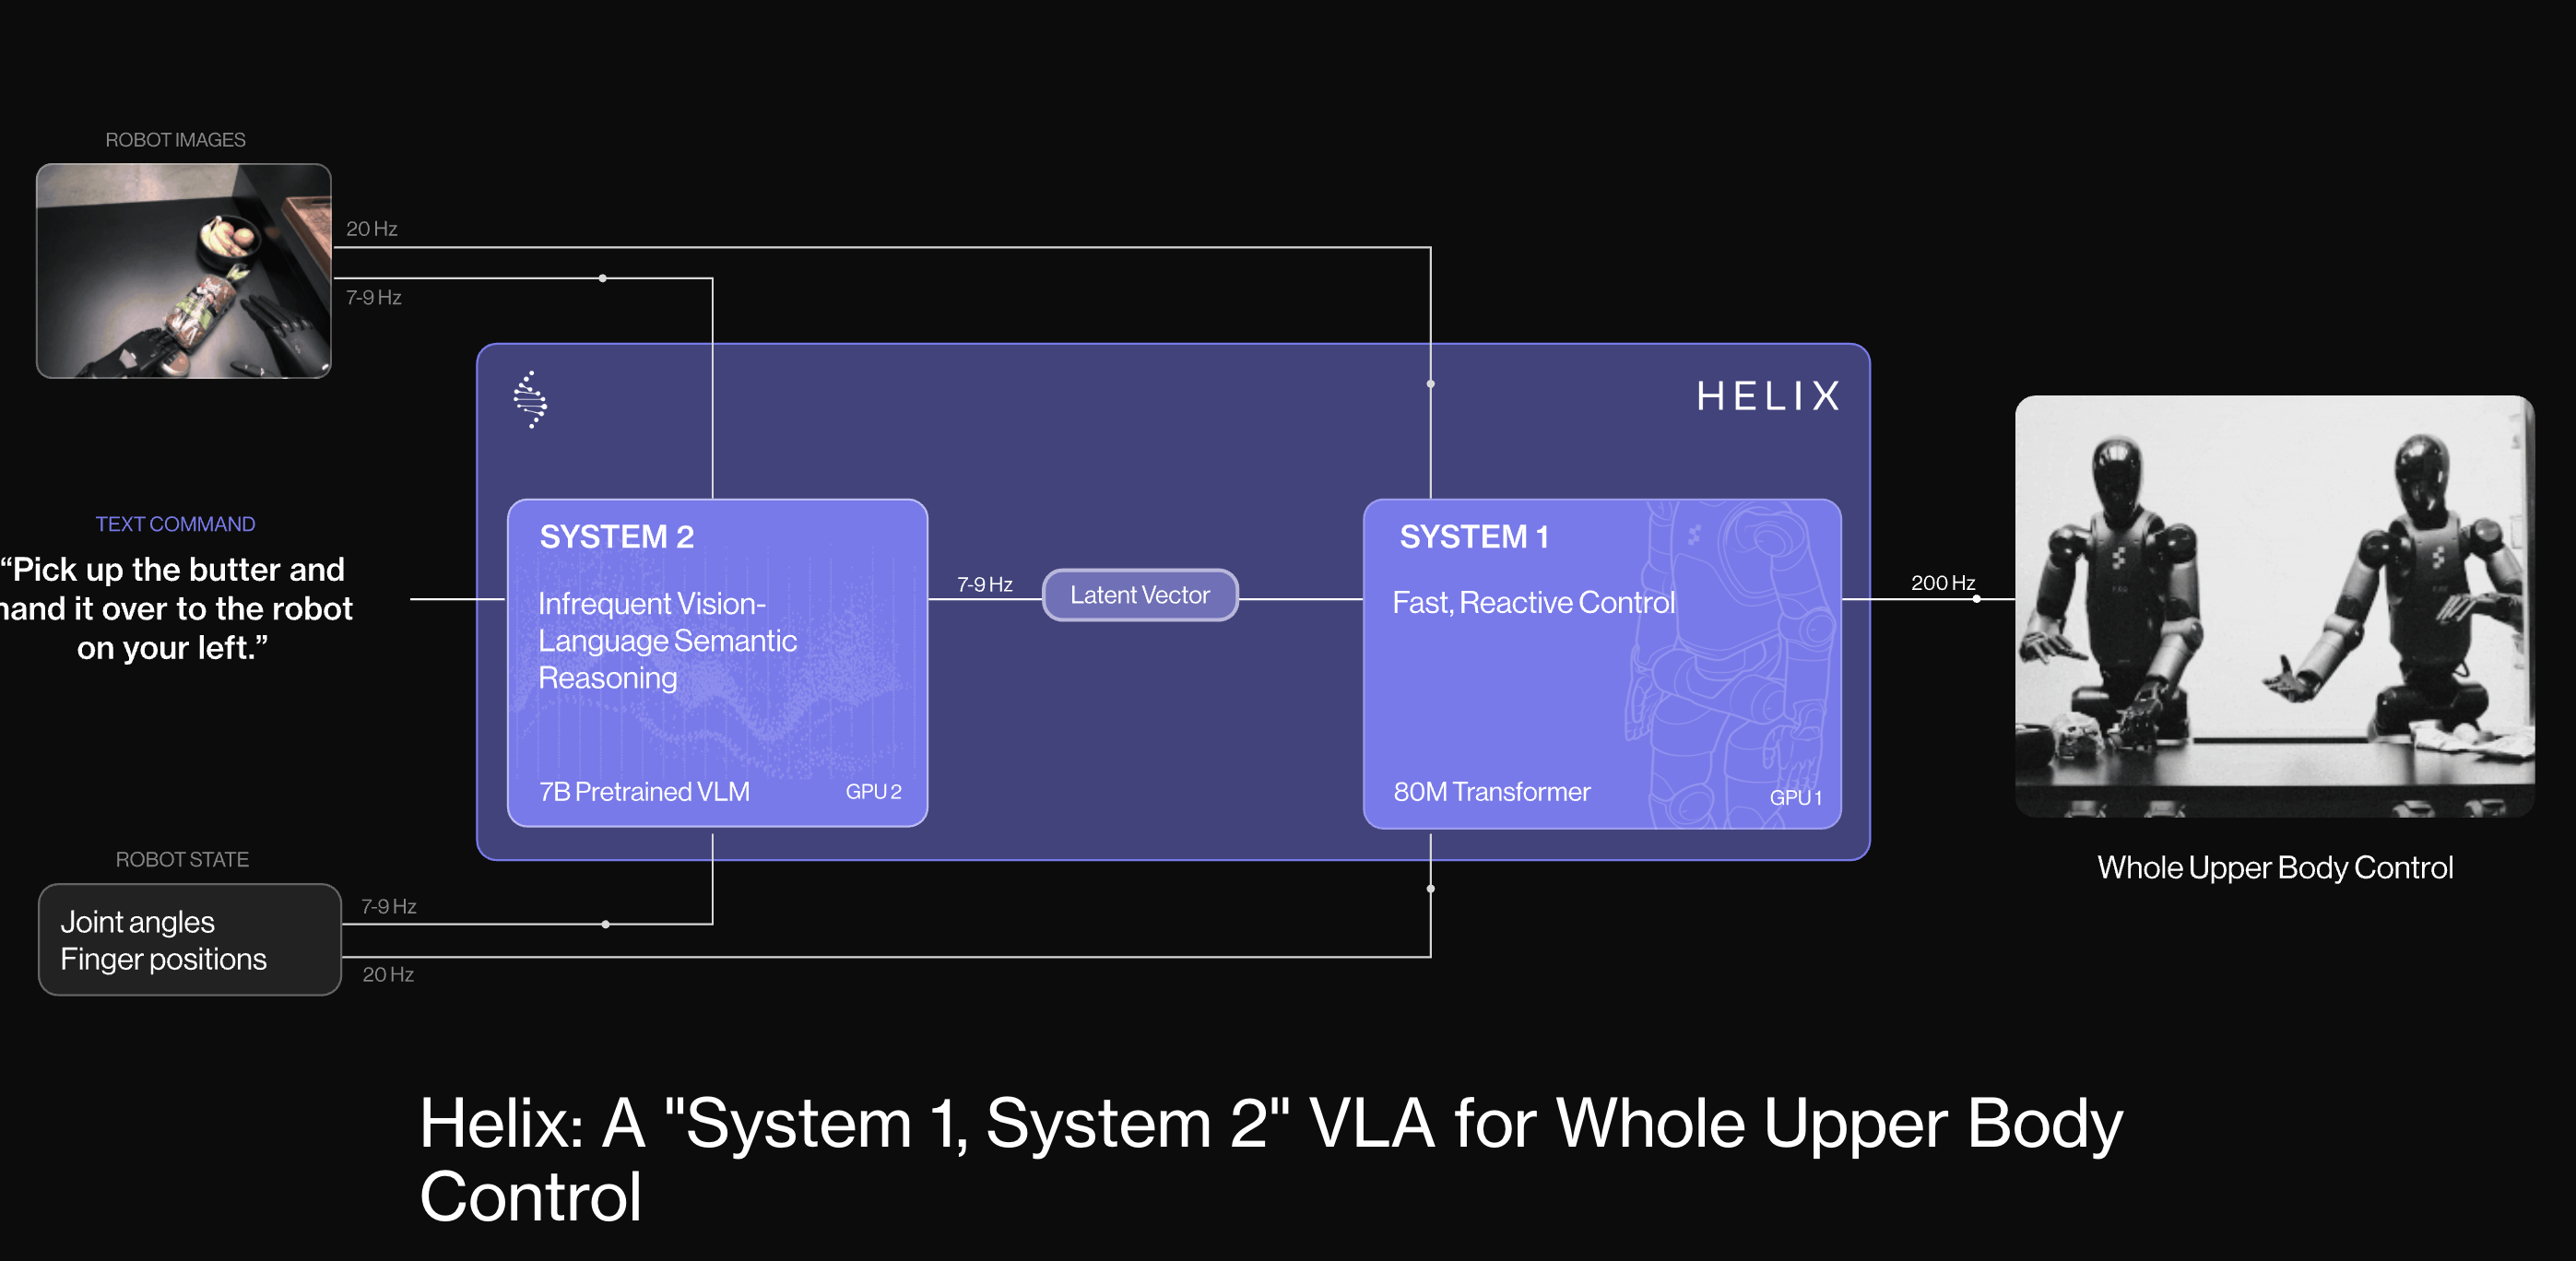 ROBOT IMAGES
20 Hz
7-9 Hz
HELIX
TEXT COMMAND
“Pick up the butter and
hand it over to the robot
on your left.”
SYSTEM 2
Infrequent Vision-
Language Semantic
Reasoning
7B Pretrained VLM
GPU 2
7-9 Hz
Latent Vector
SYSTEM 1
Fast, Reactive Control
80M Transformer
GPU 1
200 Hz
Whole Upper Body Control
ROBOT STATE
Joint angles
Finger positions
7-9 Hz
20 Hz
Helix: A "System 1, System 2" VLA for Whole Upper Body
Control